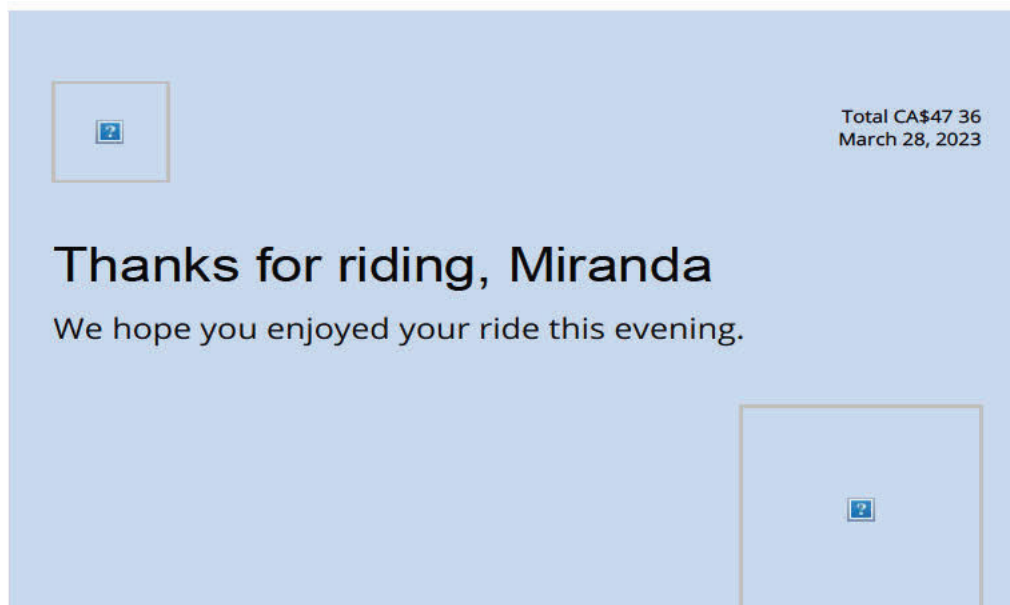 Total CA$47 36
March 28, 2023
Thanks for riding, Miranda
We hope you enjoyed your ride this evening.